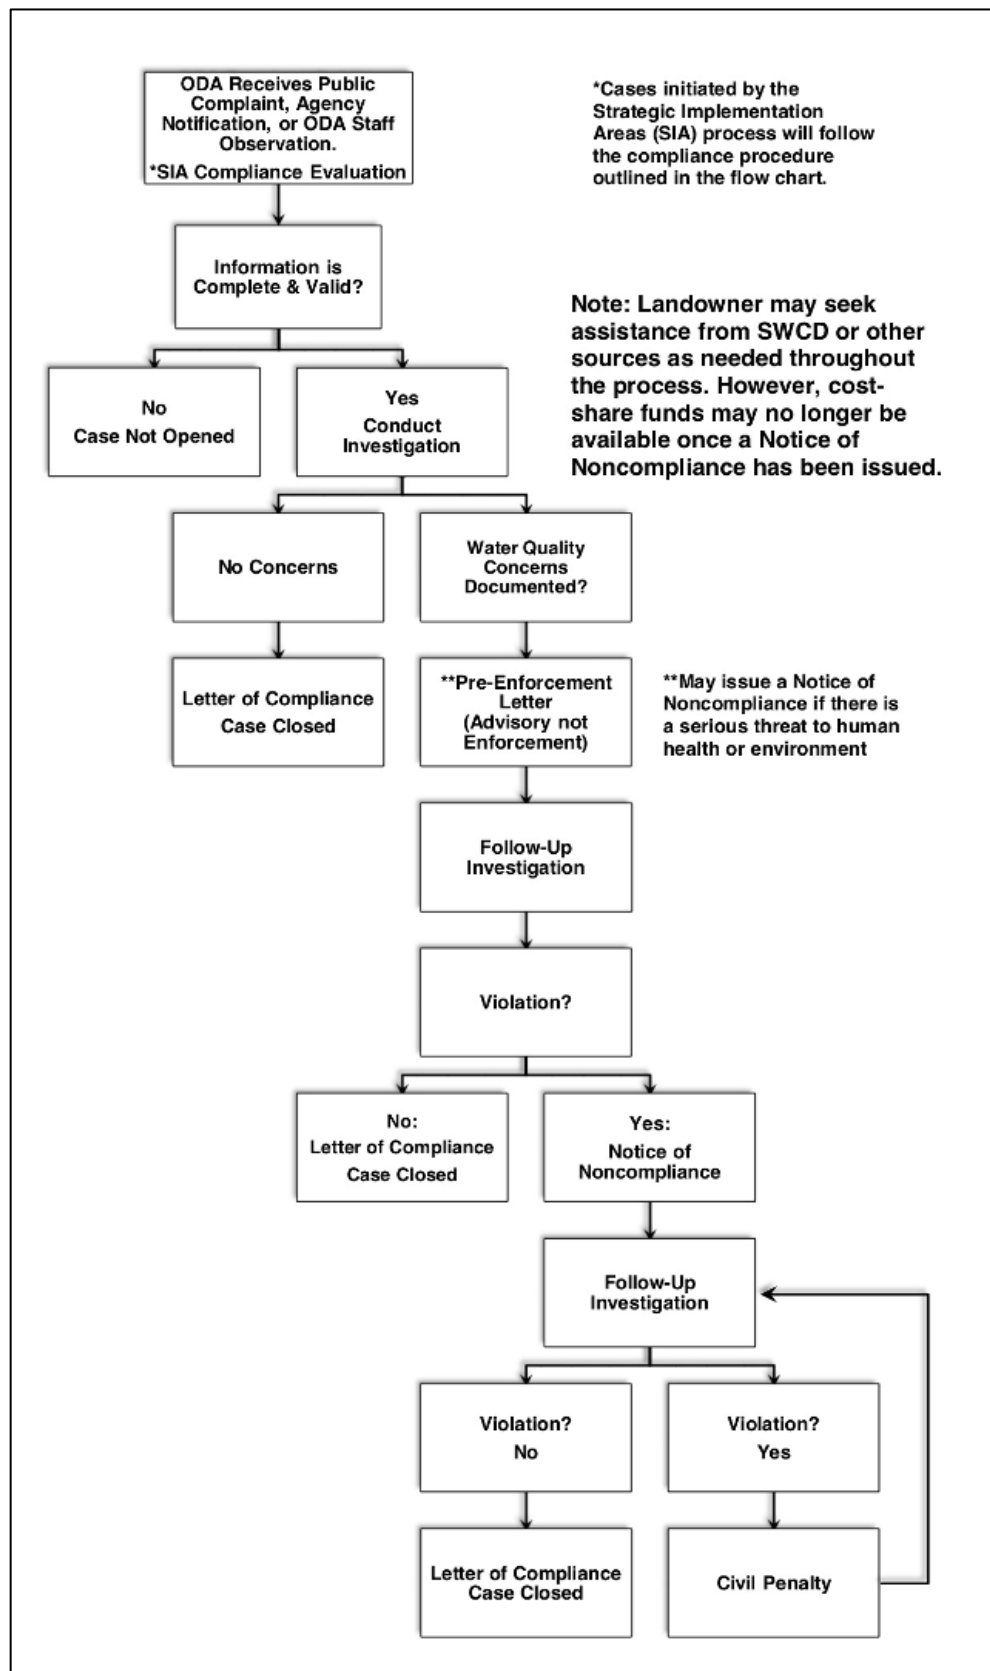 ODA Receives Public
Complaint, Agency
Notification, or ODA Staff
Observation.
*SIA Compliance Evaluation
*Cases initiated by the
Strategic Implementation
Areas (SIA) process will follow
the compliance procedure
outlined in the flow chart.
Information is
Complete & Valid?
Note: Landowner may seek
assistance from SWCD or other
sources as needed throughout
the process. However, cost-
share funds may no longer be
available once a Notice of
Noncompliance has been issued.
No
Case Not Opened
Yes
Conduct
Investigation
No Concerns
Water Quality
Concerns
Documented?
Letter of Compliance
Case Closed
**Pre-Enforcement
Letter
(Advisory not
Enforcement)
**May issue a Notice of
Noncompliance if there is
a serious threat to human
health or environment
Follow-Up
Investigation
Violation?
No:
Letter of Compliance
Case Closed
Yes:
Notice of
Noncompliance
Follow-Up
Investigation
Violation?
No
Violation?
Yes
Letter of Compliance
Case Closed
Civil Penalty